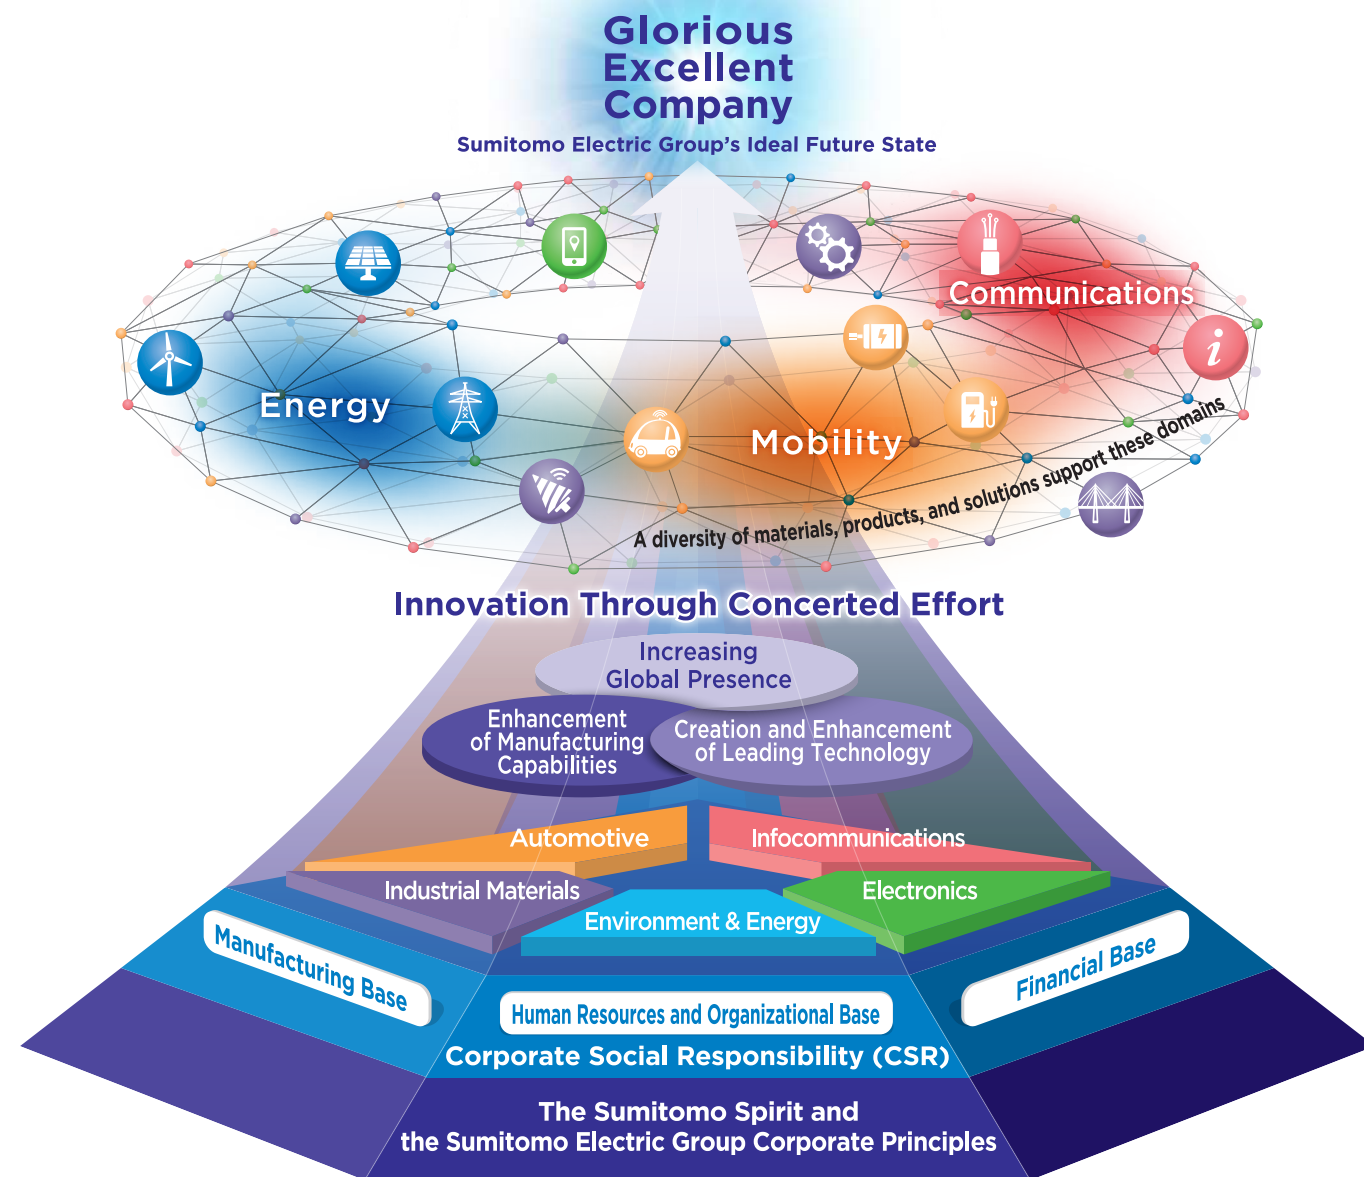 Glorious
Excellent
Company
Sumitomo Electric Group's Ideal Future State
Communications
i
Energy
Mobility
A diversity of materials, products, and solutions support these domains
Innovation Through Concerted Effort
Increasing
Global Presence
Enhancement
of Manufacturing
Capabilities
Creation and Enhancement
of Leading Technology
Automotive
Infocommunications
Industrial Materials
Electronics
Environment & Energy
Manufacturing Base
Financial Base
Human Resources and Organizational Base
Corporate Social Responsibility (CSR)
The Sumitomo Spirit and
the Sumitomo Electric Group Corporate Principles